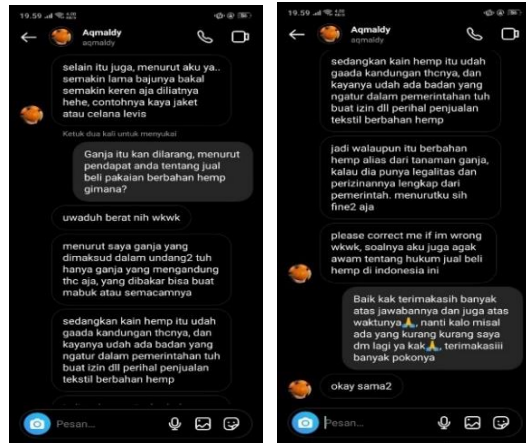 19.59
Aqmaldy
aqmaldy
selain itu juga, menurut aku ya..
semakin lama bajunya bakal
semakin keren aja diliatnya
hehe, contohnya kaya jaket
atau celana levis
Ketuk dua kali untuk menyukai
Ganja itu kan dilarang, menurut
pendapat anda tentang jual
beli pakaian berbahan hemp
gimana?
uwaduh berat nih wkwk
menurut saya ganja yang
dimaksud dalam undang2 tuh
hanya ganja yang mengandung
thc aja, yang dibakar bisa buat
mabuk atau semacamnya
sedangkan kain hemp itu udah
gaada kandungan thcnya, dan
kayanya udah ada badan yang
ngatur dalam pemerintahan tuh
buat izin dll perihal penjualan
tekstil berbahan hemp
Pesan...
19.59
Aqmaldy
aqmaldy
sedangkan kain hemp itu udah
gaada kandungan thcnya, dan
kayanya udah ada badan yang
ngatur dalam pemerintahan tuh
buat izin dll perihal penjualan
tekstil berbahan hemp
jadi walaupun itu berbahan
hemp alias dari tanaman ganja,
kalau dia punya legalitas dan
perizinannya lengkap dari
pemerintah. menurutku sih
fine2 aja
please correct me if im wrong
wkwk, soalnya aku juga agak
awam tentang hukum jual beli
hemp di indonesia ini
Baik kak terimakasih banyak
atas jawabannya dan juga atas
waktunya🙏, nanti kalo misal
ada yang kurang kurang saya
dm lagi ya kak🙏, terimakasiii
banyak pokonya
okay sama2
Pesan...